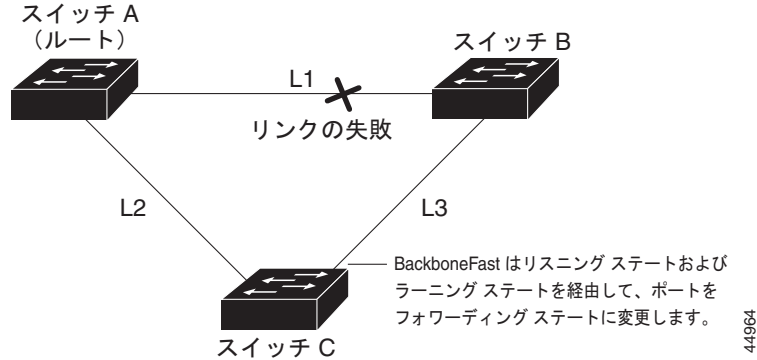 スイッチ A
（ルート）
スイッチ B
L1
リンクの失敗
L2
L3
BackboneFast はリスニング ステートおよび
ラーニング ステートを経由して、ポートを
フォワーディング ステートに変更します。
スイッチ C
44964